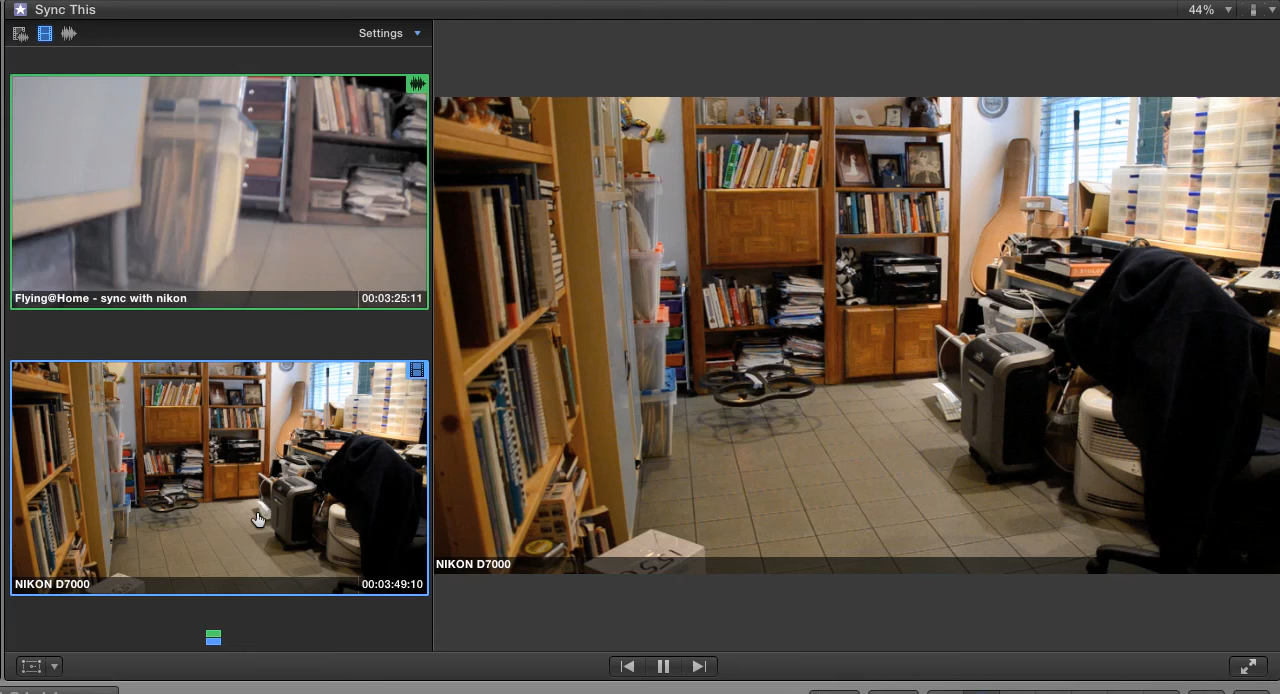 Sync This
44%
Settings
Flying@Home - sync with nikon
00:03:25:11
NIKON D7000
00:03:49:10
NIKON D7000